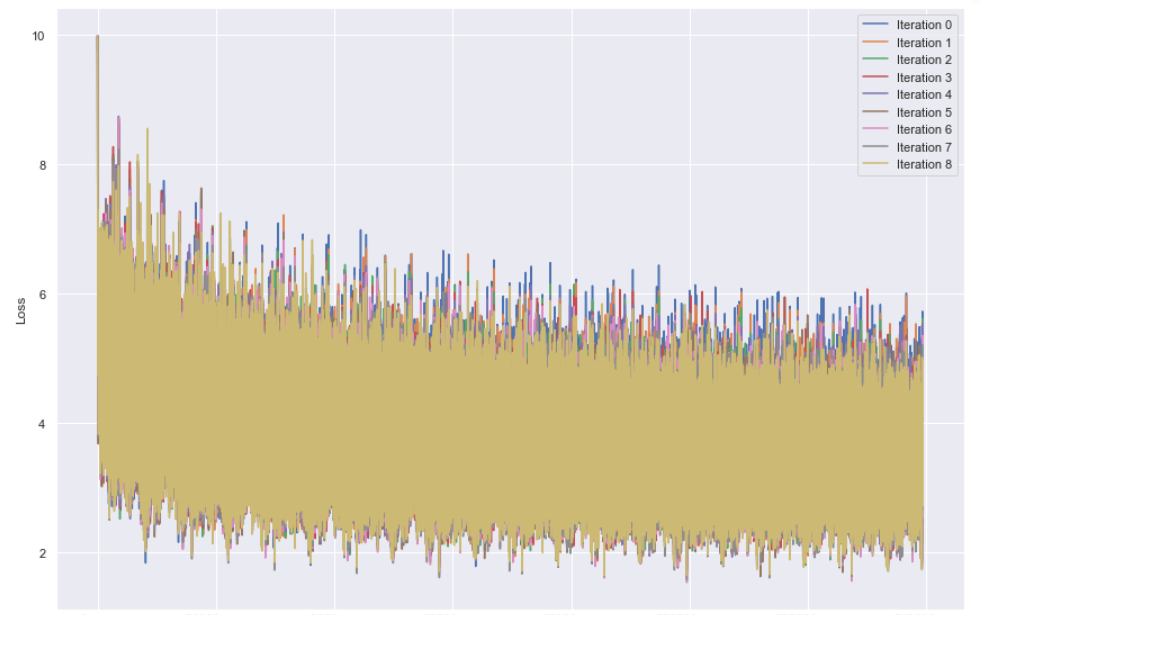 10
8
6
4
2
Loss
Iteration 0
Iteration 1
Iteration 2
Iteration 3
Iteration 4
Iteration 5
Iteration 6
Iteration 7
Iteration 8